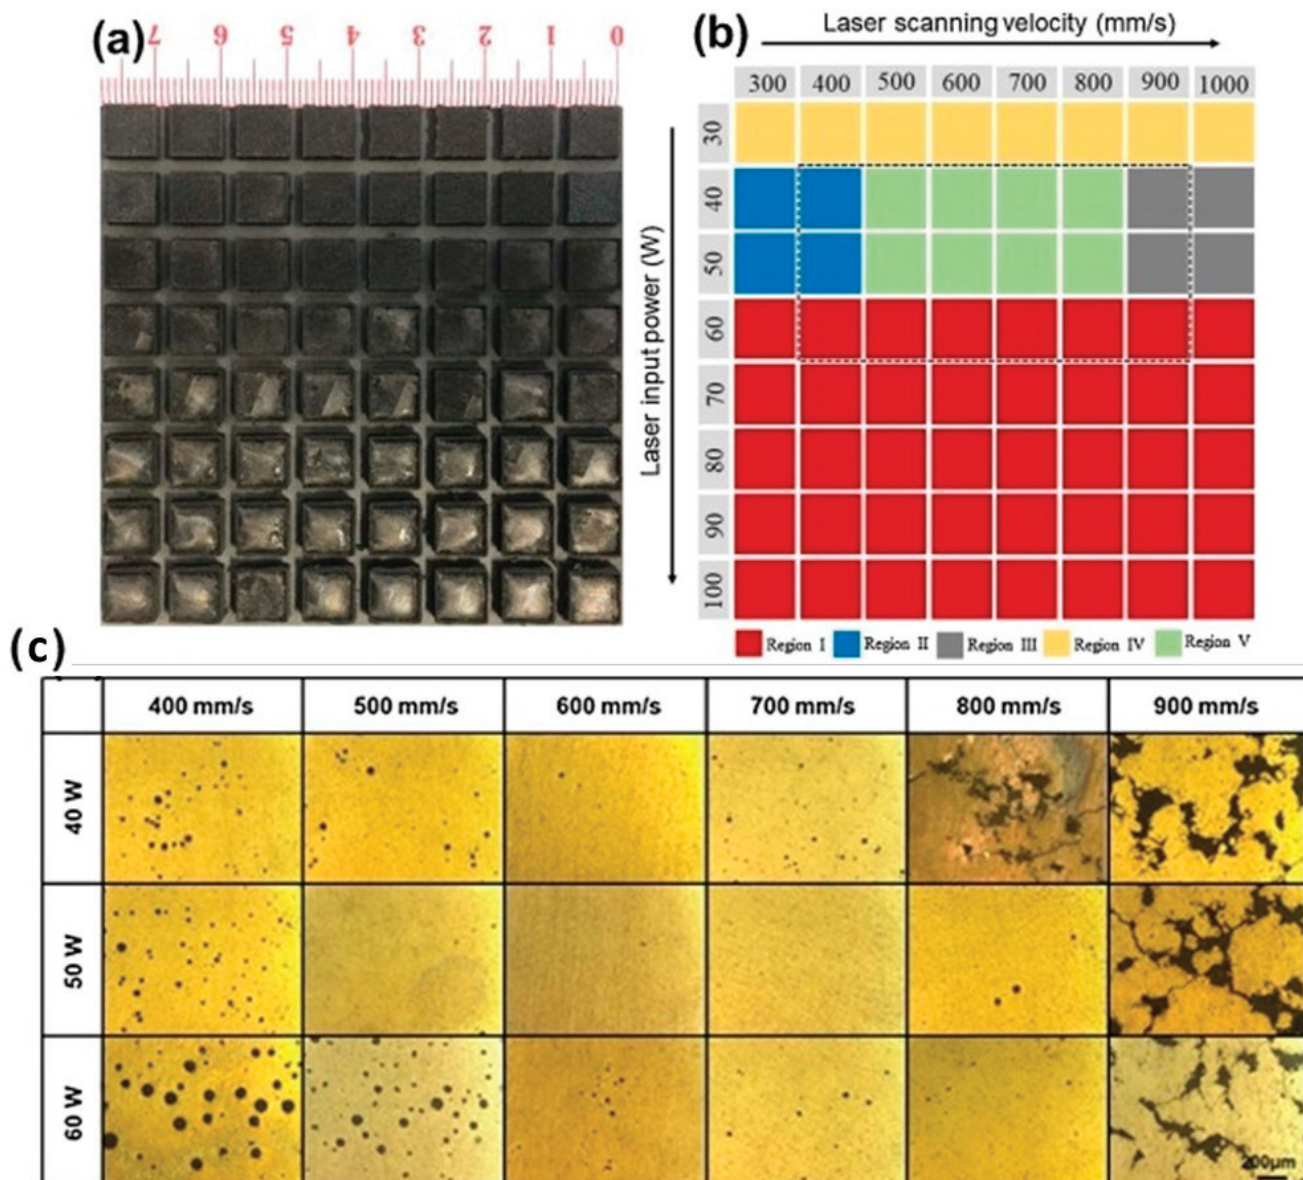 (a)
7 6 5 4 3 2 1 0
(b)
Laser scanning velocity (mm/s)
300 400 500 600 700 800 900 1000
Laser input power (W)
30
40
50
60
70
80
90
100
Region I Region II Region III Region IV Region V
(c)
400 mm/s 500 mm/s 600 mm/s 700 mm/s 800 mm/s 900 mm/s
40 W
50 W
60 W
200μm